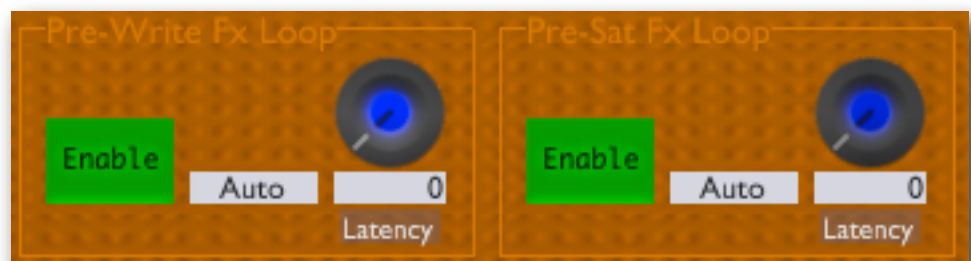 Pre-Write Fx Loop
Enable
Auto
0
Latency
Pre-Sat Fx Loop
Enable
Auto
0
Latency